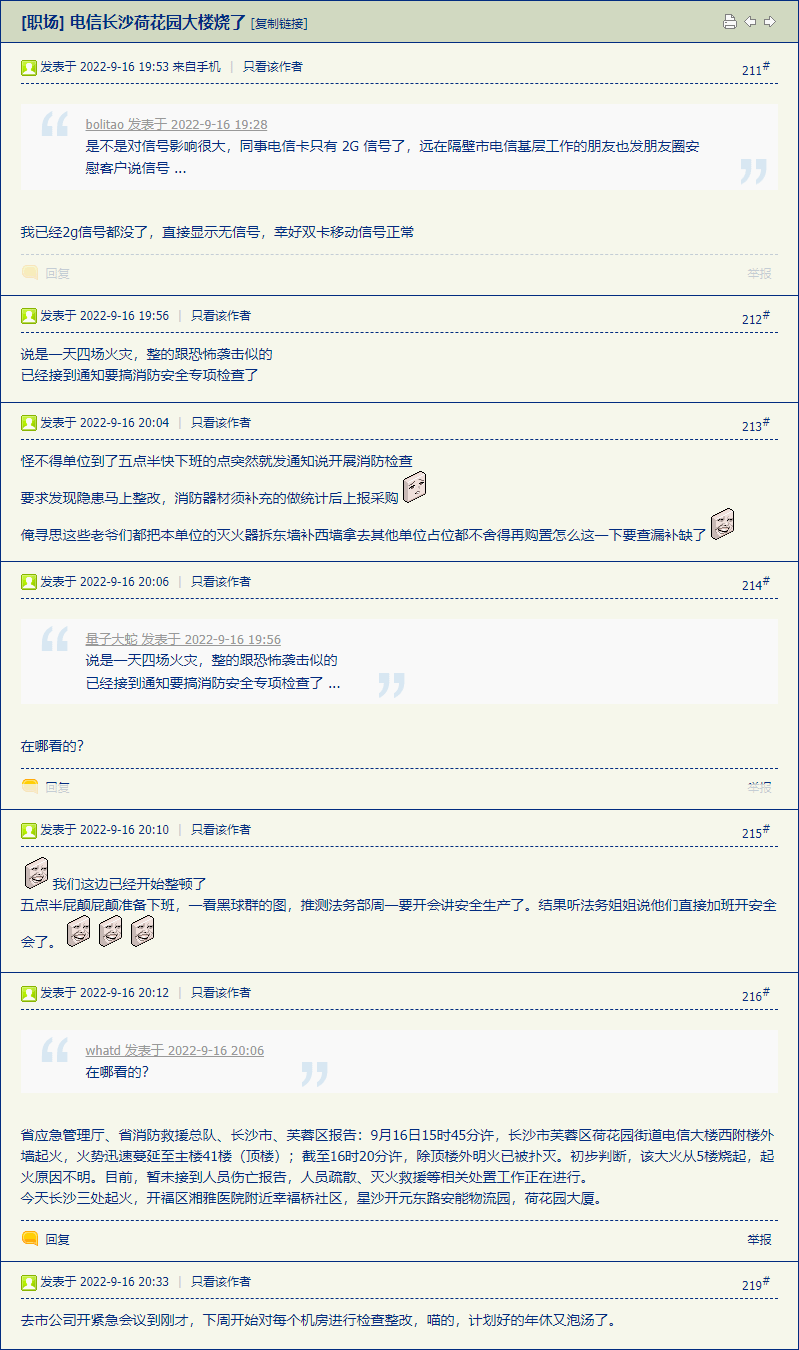 [职场] 电信长沙荷花园大楼烧了 [复制链接]
发表于 2022-9-16 19:53 来自手机 | 只看该作者 211#
bolitao 发表于 2022-9-16 19:28
是不是对信号影响很大，同事电信卡只有 2G 信号了，远在隔壁市电信基层工作的朋友也发朋友圈安
慰客户说信号 ...
我已经2g信号都没了，直接显示无信号，幸好双卡移动信号正常
回复 举报
发表于 2022-9-16 19:56 | 只看该作者 212#
说是一天四场火灾，整的跟恐怖袭击似的
已经接到通知要搞消防安全专项检查了
发表于 2022-9-16 20:04 | 只看该作者 213#
怪不得单位到了五点半快下班的点突然就发通知说开展消防检查
要求发现隐患马上整改，消防器材须补充的做统计后上报采购
俺寻思这些老爷们都把本单位的灭火器拆东墙补西墙拿去其他单位占位都不舍得再购置怎么这一下要查漏补缺了
发表于 2022-9-16 20:06 | 只看该作者 214#
量子大蛇 发表于 2022-9-16 19:56
说是一天四场火灾，整的跟恐怖袭击似的
已经接到通知要搞消防安全专项检查了 ...
在哪看的？
回复 举报
发表于 2022-9-16 20:10 | 只看该作者 215#
我们这边已经开始整顿了
五点半屁颠屁颠准备下班，一看黑球群的图，推测法务部周一要开会讲安全生产了。结果听法务姐姐说他们直接加班开安全
会了。
发表于 2022-9-16 20:12 | 只看该作者 216#
whatd 发表于 2022-9-16 20:06
在哪看的？
省应急管理厅、省消防救援总队、长沙市、芙蓉区报告：9月16日15时45分许，长沙市芙蓉区荷花园街道电信大楼西附楼外
墙起火，火势迅速蔓延至主楼41楼（顶楼）；截至16时20分许，除顶楼外明火已被扑灭。初步判断，该大火从5楼烧起，起
火原因不明。目前，暂未接到人员伤亡报告，人员疏散、灭火救援等相关处置工作正在进行。
今天长沙三处起火，开福区湘雅医院附近幸福桥社区，星沙开元东路安能物流园，荷花园大厦。
回复 举报
发表于 2022-9-16 20:33 | 只看该作者 219#
去市公司开紧急会议到刚才，下周开始对每个机房进行检查整改，喵的，计划好的年休又泡汤了。